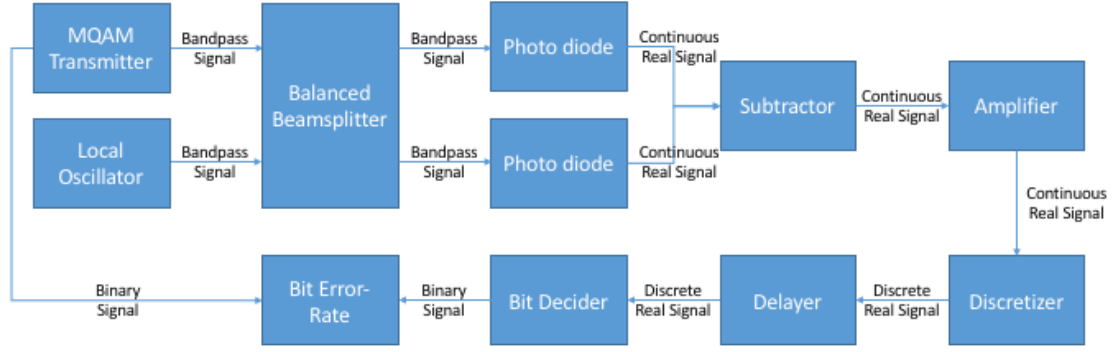 MQAM
Transmitter
Bandpass
Signal
Balanced
Beamsplitter
Bandpass
Signal
Photo diode
Continuous
Real Signal
Subtractor
Continuous
Real Signal
Amplifier
Local
Oscillator
Bandpass
Signal
Bandpass
Signal
Photo diode
Continuous
Real Signal
Continuous
Real Signal
Binary
Signal
Bit Error-
Rate
Binary
Signal
Bit Decider
Discrete
Real Signal
Delayer
Discrete
Real Signal
Discretizer